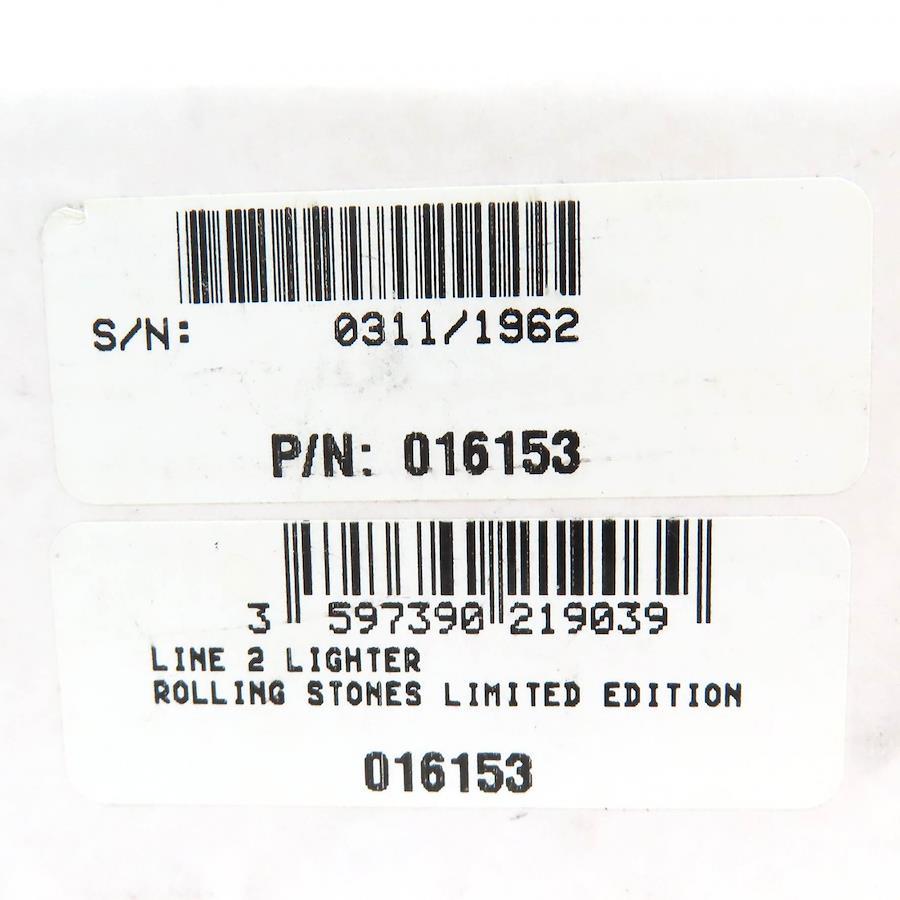 S/N: 0311/1962
P/N: 016153
3 597390 219039
LINE 2 LIGHTER
ROLLING STONES LIMITED EDITION
016153